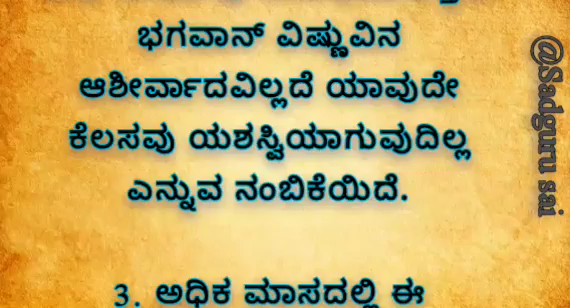 ಭಗವಾನ್ ವಿಷ್ಣುವಿನ
ಆಶೀರ್ವಾದವಿಲ್ಲದೆ ಯಾವುದೇ
ಕೆಲಸವು ಯಶಸ್ವಿಯಾಗುವುದಿಲ್ಲ
ಎನ್ನುವ ನಂಬಿಕೆಯಿದೆ.
3. ಅಧಿಕ ಮಾಸದಲ್ಲಿ ಈ
@Sadguru sai